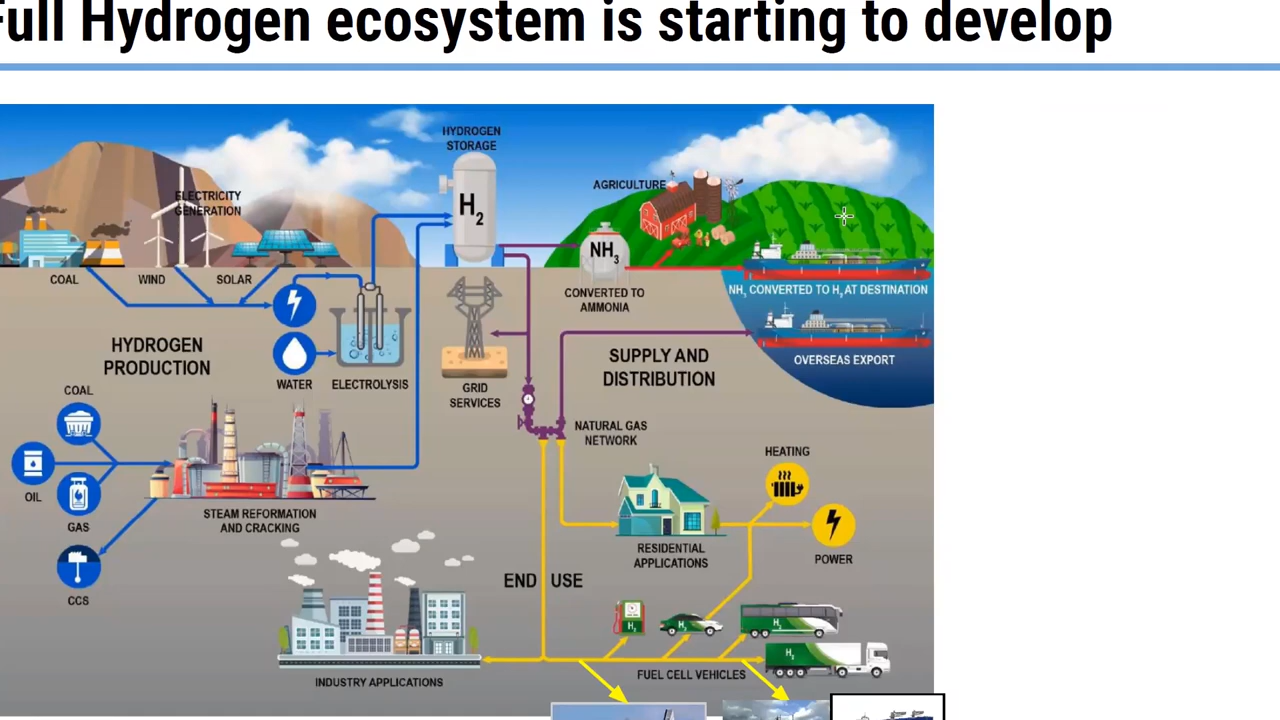 Full Hydrogen ecosystem is starting to develop
HYDROGEN
STORAGE
H2
ELECTRICITY
GENERATION
AGRICULTURE
NH3
COAL
WIND
SOLAR
CONVERTED TO
AMMONIA
NH3 CONVERTED TO H2 AT DESTINATION
OVERSEAS EXPORT
HYDROGEN
PRODUCTION
WATER
ELECTROLYSIS
GRID
SERVICES
SUPPLY AND
DISTRIBUTION
COAL
OIL
GAS
CCS
STEAM REFORMATION
AND CRACKING
NATURAL GAS
NETWORK
HEATING
POWER
RESIDENTIAL
APPLICATIONS
END USE
H2
H2
H2
H2
FUEL CELL VEHICLES
INDUSTRY APPLICATIONS